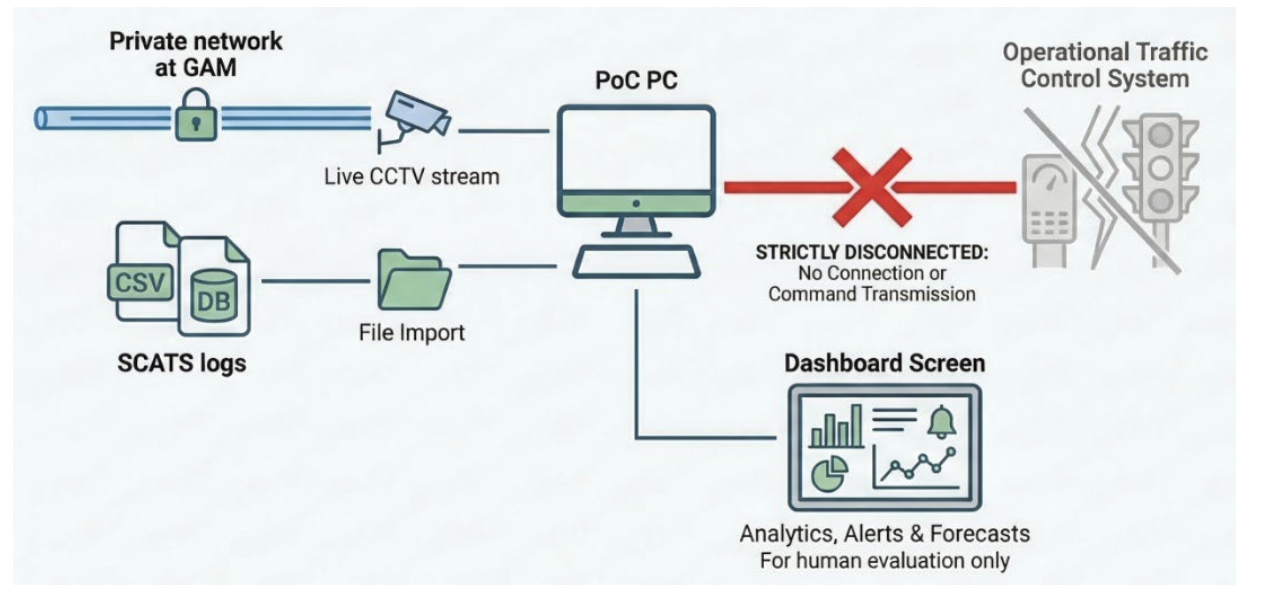 Private network
at GAM
Live CCTV stream
PoC PC
Operational Traffic
Control System
STRICTLY DISCONNECTED:
No Connection or
Command Transmission
CSV
DB
SCATS logs
File Import
Dashboard Screen
Analytics, Alerts & Forecasts
For human evaluation only